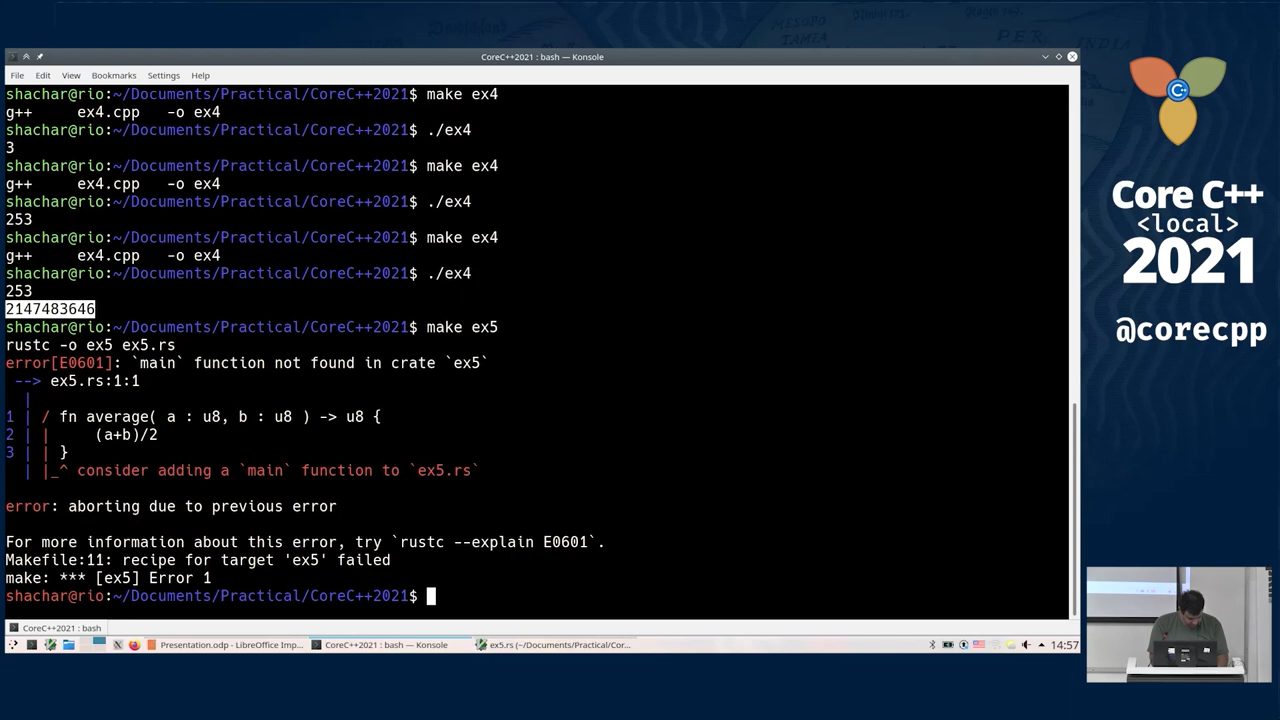 MESOPO
TAMIA
PER
INDIA
CoreC++2021 : bash — Konsole
File Edit View Bookmarks Settings Help
shachar@rio:~/Documents/Practical/CoreC++2021$ make ex4
g++     ex4.cpp   -o ex4
shachar@rio:~/Documents/Practical/CoreC++2021$ ./ex4
3
shachar@rio:~/Documents/Practical/CoreC++2021$ make ex4
g++     ex4.cpp   -o ex4
shachar@rio:~/Documents/Practical/CoreC++2021$ ./ex4
253
shachar@rio:~/Documents/Practical/CoreC++2021$ make ex4
g++     ex4.cpp   -o ex4
shachar@rio:~/Documents/Practical/CoreC++2021$ ./ex4
253
2147483646
shachar@rio:~/Documents/Practical/CoreC++2021$ make ex5
rustc -o ex5 ex5.rs
error[E0601]: `main` function not found in crate `ex5`
 --> ex5.rs:1:1
  |
1 | / fn average( a : u8, b : u8 ) -> u8 {
2 | |     (a+b)/2
3 | | }
  | |_^ consider adding a `main` function to `ex5.rs`
error: aborting due to previous error
For more information about this error, try `rustc --explain E0601`.
Makefile:11: recipe for target 'ex5' failed
make: *** [ex5] Error 1
shachar@rio:~/Documents/Practical/CoreC++2021$
CoreC++2021 : bash
Presentation.odp - LibreOffice Imp... CoreC++2021 : bash — Konsole ex5.rs (~/Documents/Practical/Cor... 14:57
C++
Core C++
<local>
2021
@corecpp